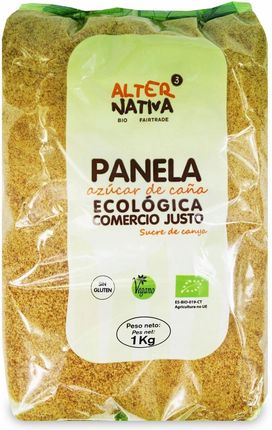 ALTER 3
NATIVA
BIO FAIRTRADE
PANELA
azúcar de caña
ECOLÓGICA
COMERCIO JUSTO
Sucre de canya
SIN
GLUTEN
Vegano
ES-BIO-019-CT
Agricultura no UE
Peso neto:
Pes net:
1Kg